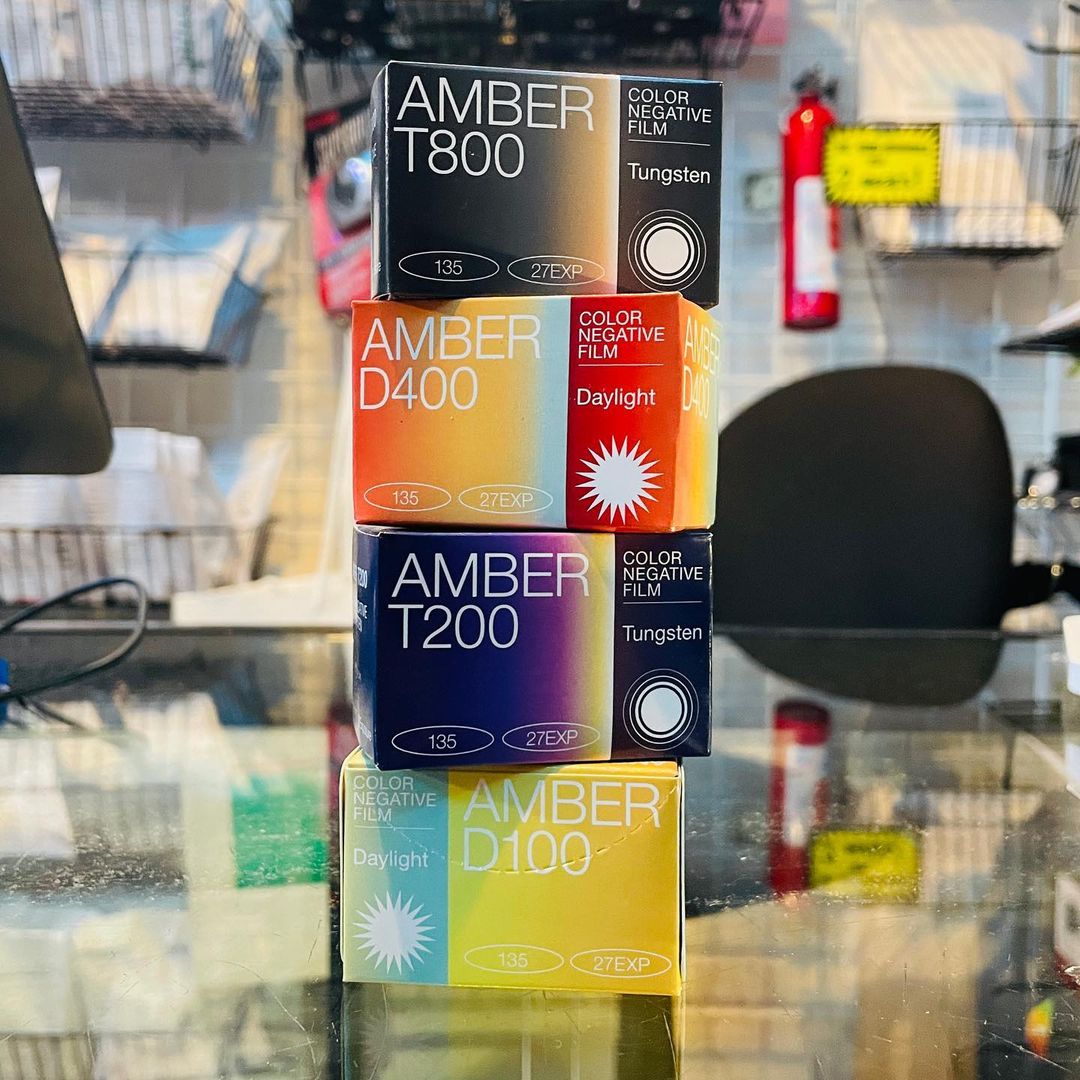 AMBER
T800
COLOR
NEGATIVE
FILM
Tungsten
135
27EXP
AMBER
D400
COLOR
NEGATIVE
FILM
Daylight
135
27EXP
AMBER
D400
AMBER
T200
COLOR
NEGATIVE
FILM
Tungsten
135
27EXP
COLOR
NEGATIVE
FILM
Daylight
AMBER
D100
135
27EXP